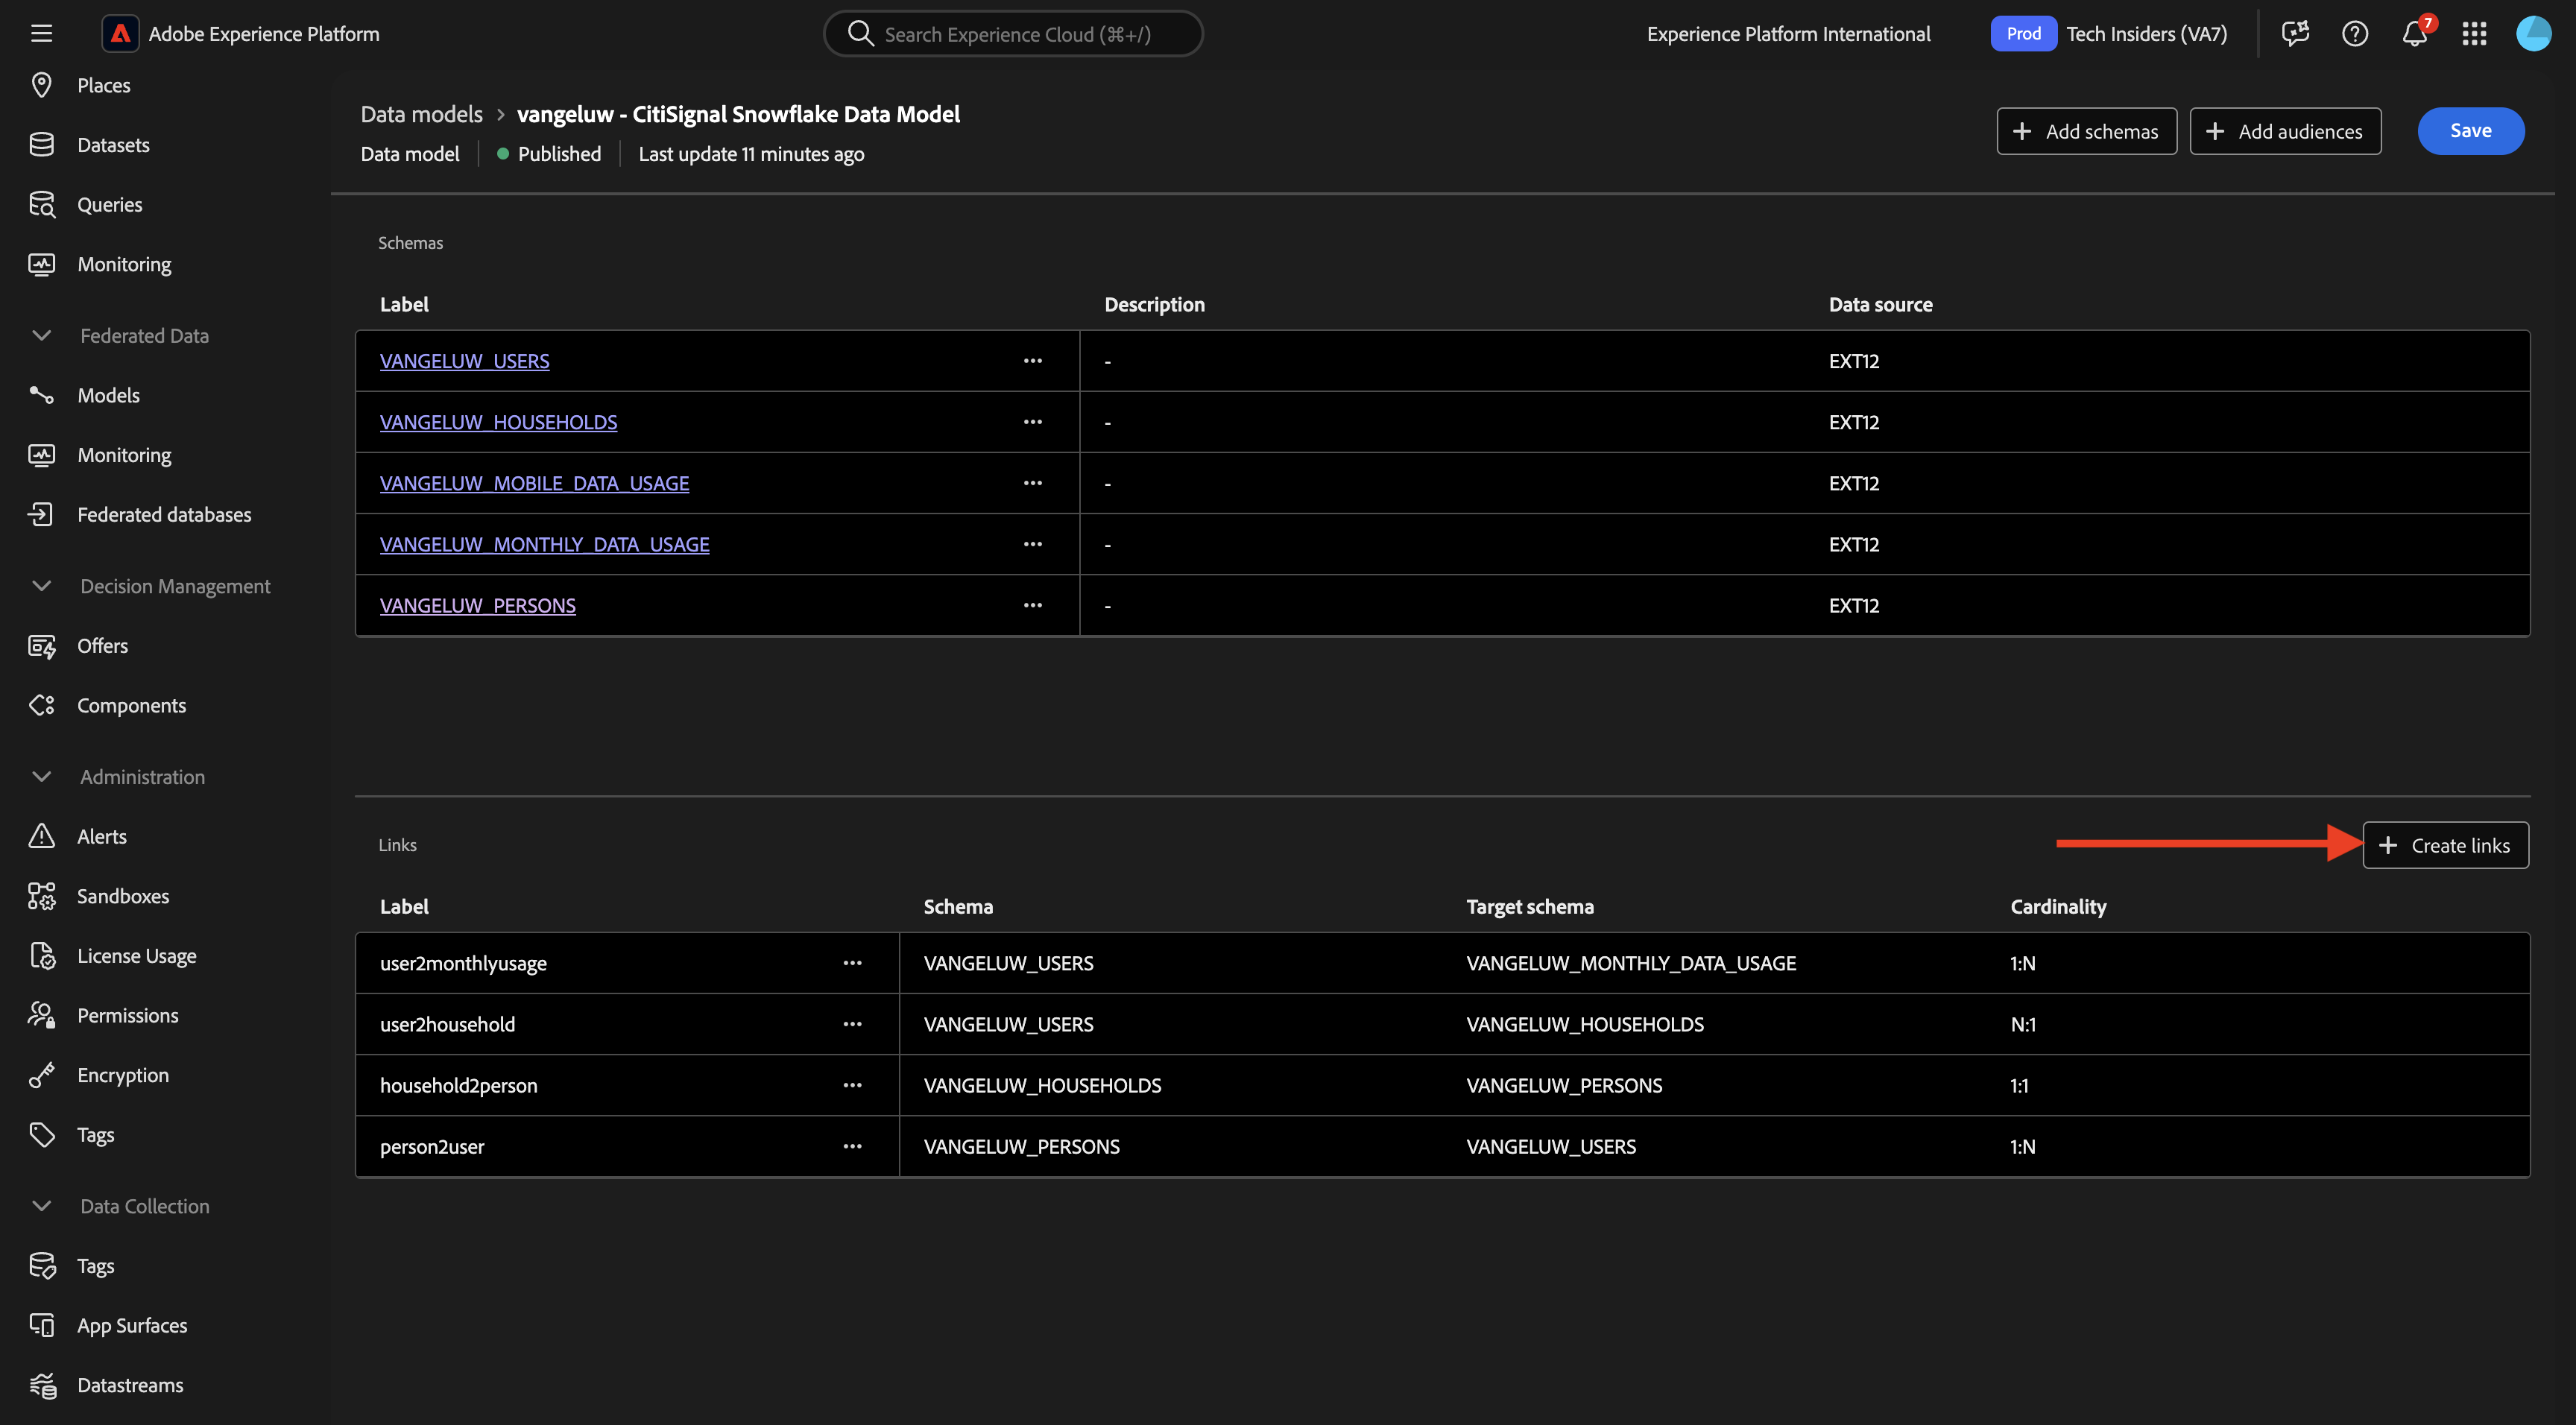 Adobe Experience Platform
Search Experience Cloud (⌘+/)
Experience Platform International
Prod
Tech Insiders (VA7)
7
Places
Datasets
Queries
Monitoring
Federated Data
Models
Monitoring
Federated databases
Decision Management
Offers
Components
Administration
Alerts
Sandboxes
License Usage
Permissions
Encryption
Tags
Data Collection
Tags
App Surfaces
Datastreams
Data models > vangeluw - CitiSignal Snowflake Data Model
Data model | Published | Last update 11 minutes ago
+ Add schemas
+ Add audiences
Save
Schemas
Label Description Data source
VANGELUW_USERS ... - EXT12
VANGELUW_HOUSEHOLDS ... - EXT12
VANGELUW_MOBILE_DATA_USAGE ... - EXT12
VANGELUW_MONTHLY_DATA_USAGE ... - EXT12
VANGELUW_PERSONS ... - EXT12
Links
+ Create links
Label Schema Target schema Cardinality
user2monthlyusage ... VANGELUW_USERS VANGELUW_MONTHLY_DATA_USAGE 1:N
user2household ... VANGELUW_USERS VANGELUW_HOUSEHOLDS N:1
household2person ... VANGELUW_HOUSEHOLDS VANGELUW_PERSONS 1:1
person2user ... VANGELUW_PERSONS VANGELUW_USERS 1:N